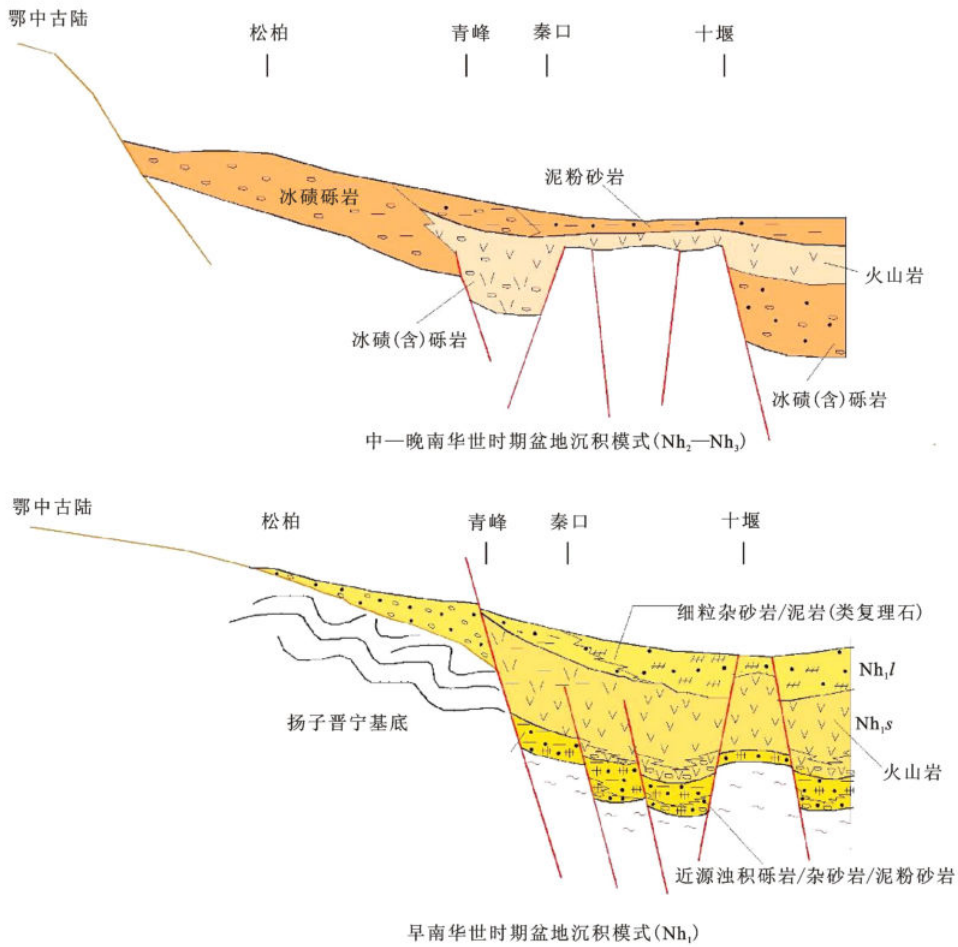 鄂中古陆
松柏
青峰
秦口
十堰
泥粉砂岩
冰碛砾岩
火山岩
冰碛(含)砾岩
冰碛(含)砾岩
中—晚南华世时期盆地沉积模式(Nh₂—Nh₃)
鄂中古陆
松柏
青峰
秦口
十堰
细粒杂砂岩/泥岩(类复理石)
Nh₁l
Nh₁s
扬子晋宁基底
火山岩
近源浊积砾岩/杂砂岩/泥粉砂岩
早南华世时期盆地沉积模式(Nh₁)